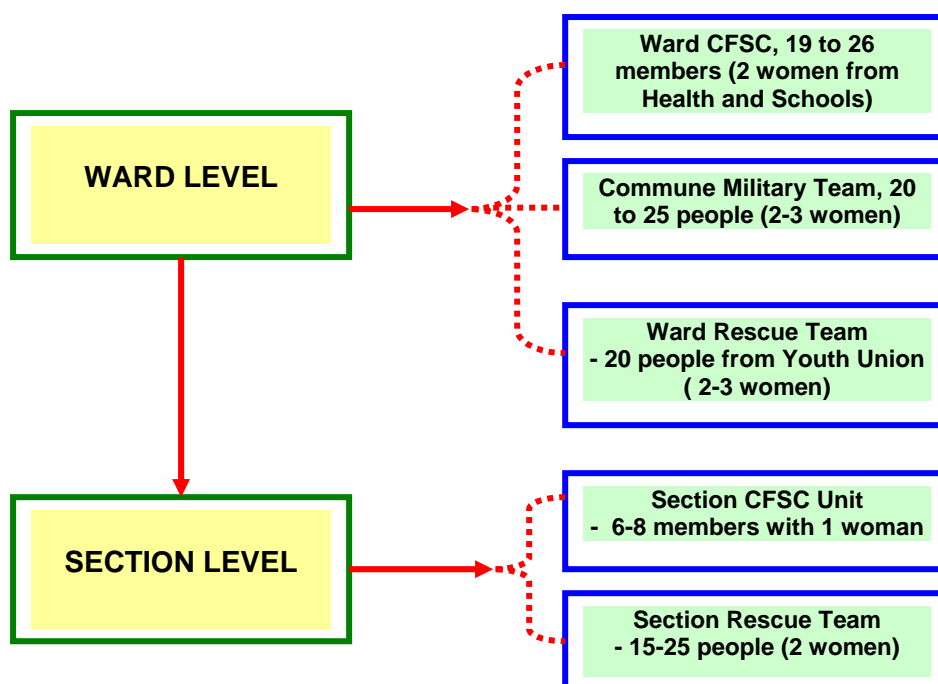 WARD LEVEL
Ward CFSC, 19 to 26
members (2 women from
Health and Schools)
Commune Military Team, 20
to 25 people (2-3 women)
Ward Rescue Team
- 20 people from Youth Union
( 2-3 women)
SECTION LEVEL
Section CFSC Unit
- 6-8 members with 1 woman
Section Rescue Team
- 15-25 people (2 women)